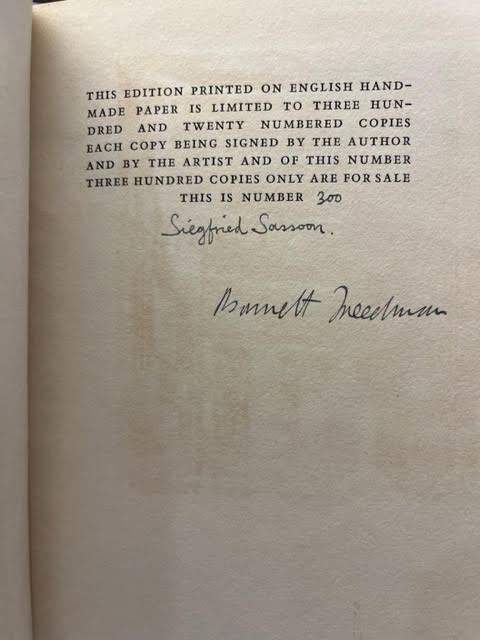 THIS EDITION PRINTED ON ENGLISH HAND-
MADE PAPER IS LIMITED TO THREE HUN-
DRED AND TWENTY NUMBERED COPIES
EACH COPY BEING SIGNED BY THE AUTHOR
AND BY THE ARTIST AND OF THIS NUMBER
THREE HUNDRED COPIES ONLY ARE FOR SALE
THIS IS NUMBER 300
Siegfried Sassoon.
Barnett Freedman